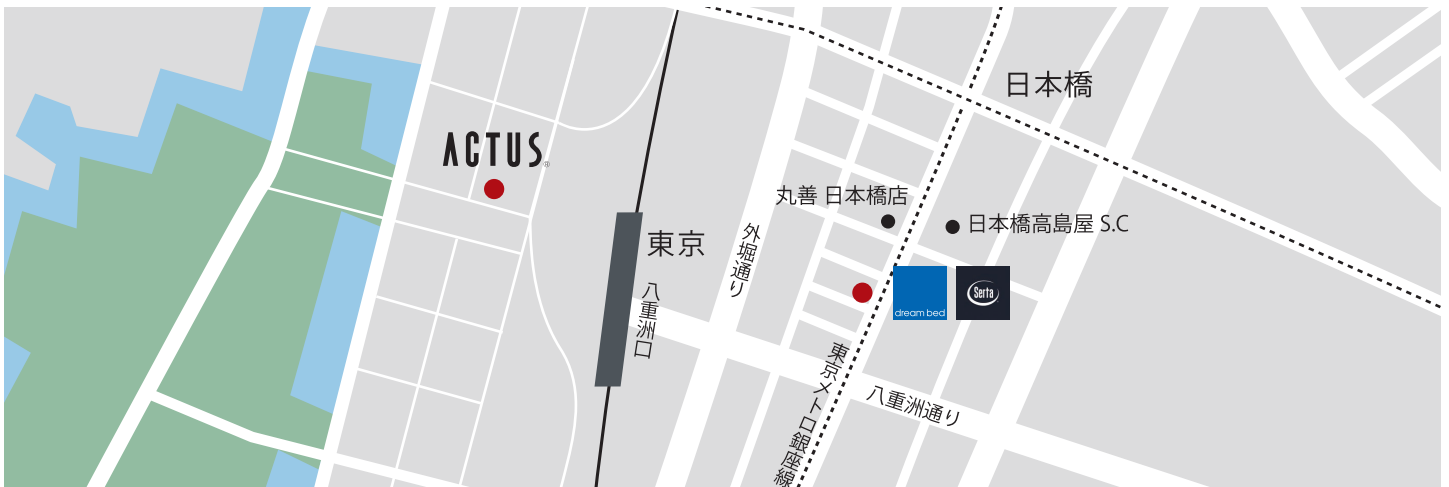 日本橋
ACTUS®
丸善 日本橋店
日本橋高島屋 S.C
東京
外堀通り
八重洲口
dream bed
Serta
東京メトロ銀座線
八重洲通り